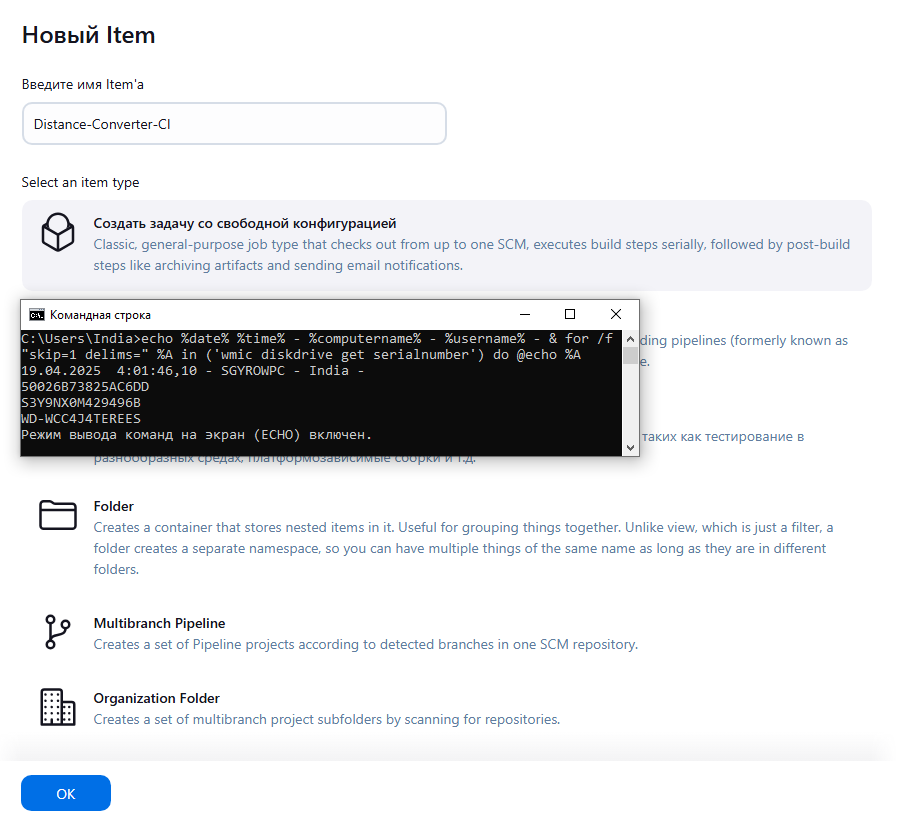 Новый Item
Введите имя Item'а
Distance-Converter-CI
Select an item type
Создать задачу со свободной конфигурацией
Classic, general-purpose job type that checks out from up to one SCM, executes build steps serially, followed by post-build
steps like archiving artifacts and sending email notifications.
Командная строка
C:\Users\India>echo %date% %time% - %computername% - %username% - & for /f
"skip=1 delims=" %A in ('wmic diskdrive get serialnumber') do @echo %A
19.04.2025  4:01:46,10 - SGYROWPC - India -
50026B73825AC6DD
S3Y9NX0M429496B
WD-WCC4J4TEREES
Режим вывода команд на экран (ECHO) включен.
ding pipelines (formerly known as
e.
таких как тестирование в
разнообразных средах, платформозависимые сборки и т.д.
Folder
Creates a container that stores nested items in it. Useful for grouping things together. Unlike view, which is just a filter, a
folder creates a separate namespace, so you can have multiple things of the same name as long as they are in different
folders.
Multibranch Pipeline
Creates a set of Pipeline projects according to detected branches in one SCM repository.
Organization Folder
Creates a set of multibranch project subfolders by scanning for repositories.
OK